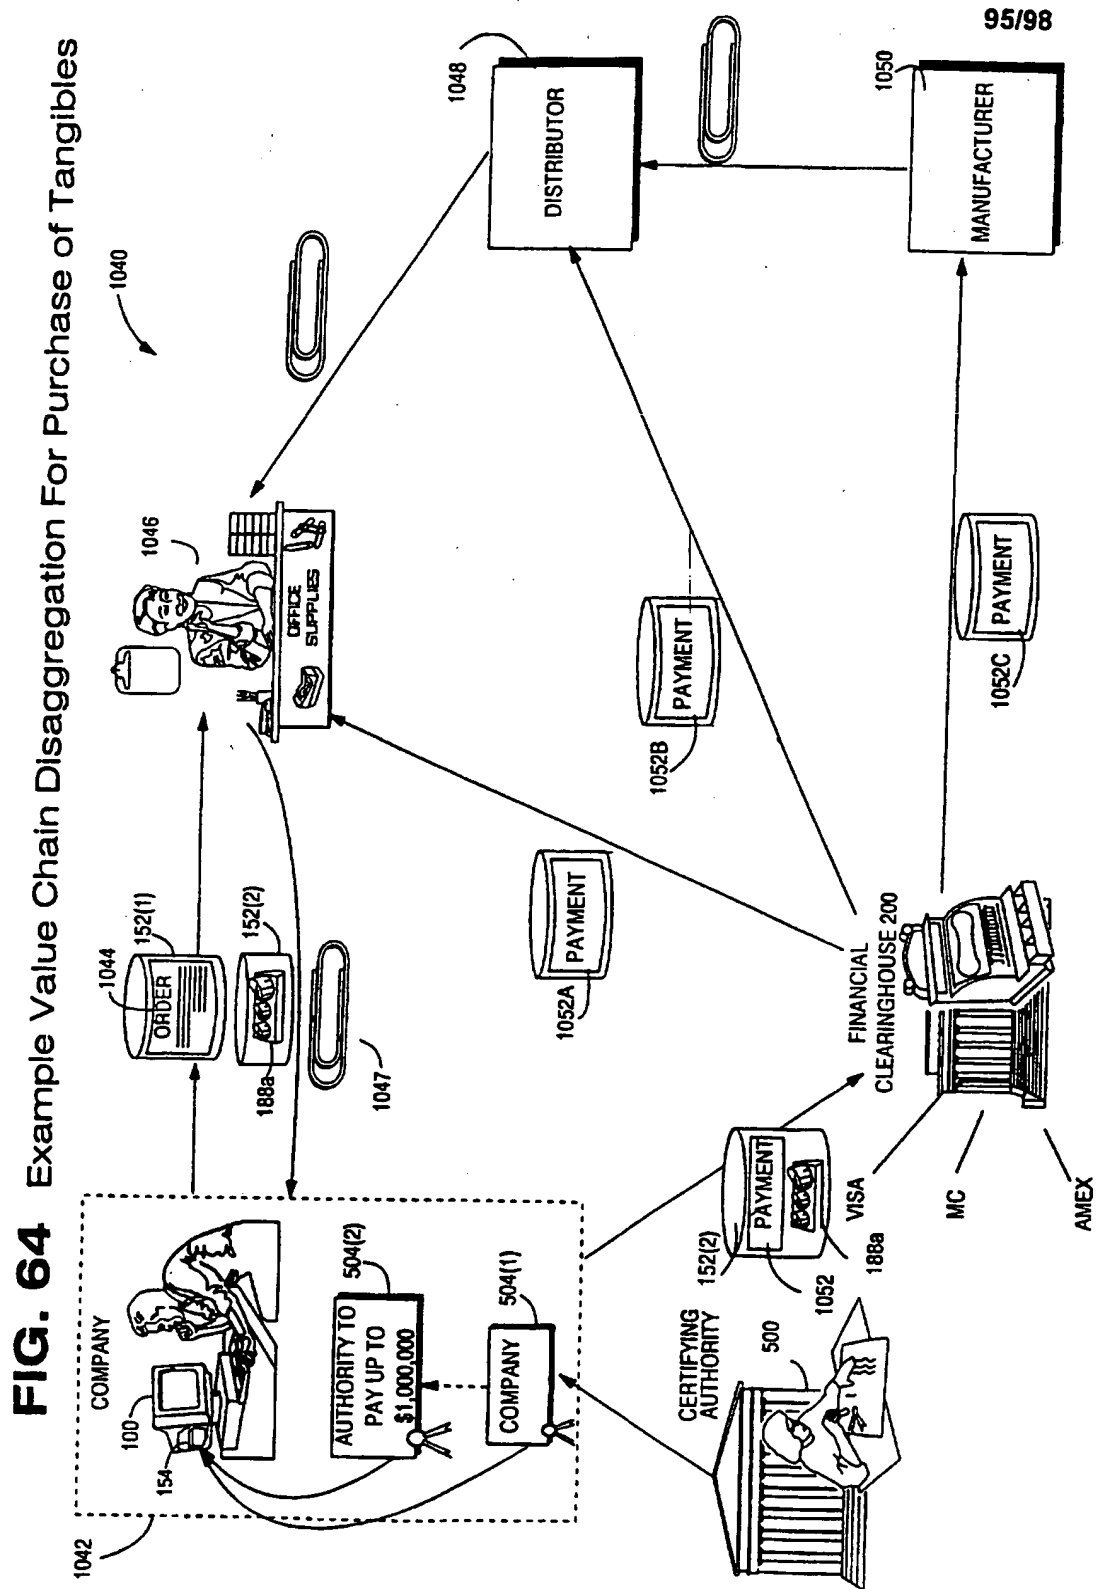 95/98
FIG. 64 Example Value Chain Disaggregation For Purchase of Tangibles
1040
1042
COMPANY
100
154
AUTHORITY TO
PAY UP TO
$1,000,000
504(2)
COMPANY
504(1)
1044
152(1)
ORDER
152(2)
188a
1047
1046
OFFICE
SUPPLIES
1048
DISTRIBUTOR
1050
MANUFACTURER
PAYMENT
1052A
PAYMENT
1052B
PAYMENT
1052C
FINANCIAL
CLEARINGHOUSE 200
152(2)
PAYMENT
1052
188a
VISA
MC
AMEX
CERTIFYING
AUTHORITY
500